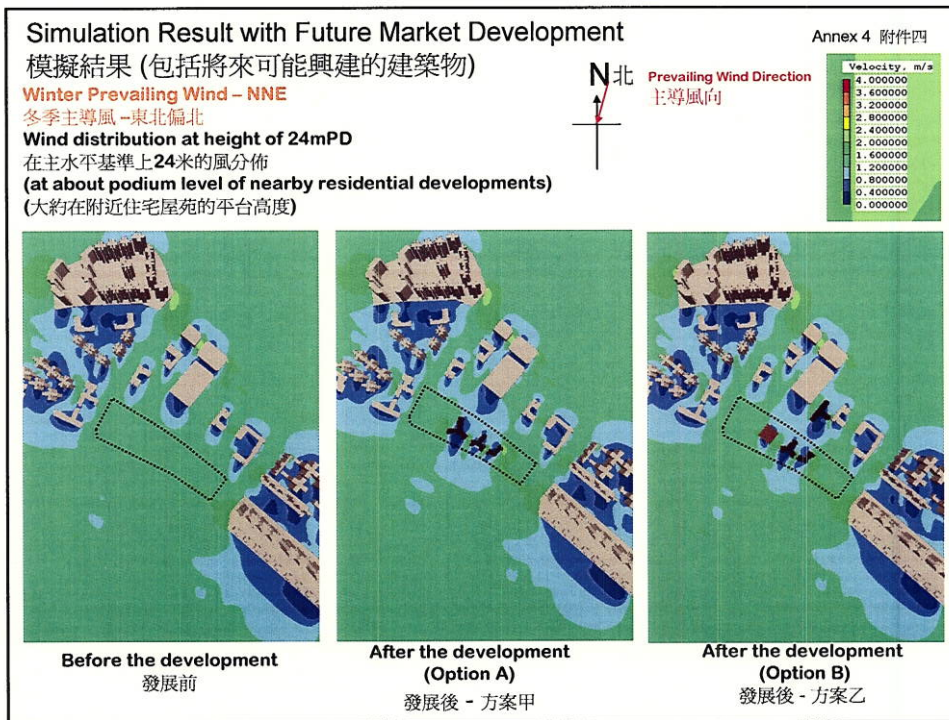 Simulation Result with Future Market Development
模擬結果 (包括將來可能興建的建築物)
Annex 4 附件四
Winter Prevailing Wind – NNE
冬季主導風 –東北偏北
Wind distribution at height of 24mPD
在主水平基準上24米的風分佈
(at about podium level of nearby residential developments)
(大約在附近住宅屋苑的平台高度)
N北
Prevailing Wind Direction
主導風向
Velocity, m/s
4.000000
3.600000
3.200000
2.800000
2.400000
2.000000
1.600000
1.200000
0.800000
0.400000
0.000000
Before the development
發展前
After the development
(Option A)
發展後 - 方案甲
After the development
(Option B)
發展後 - 方案乙